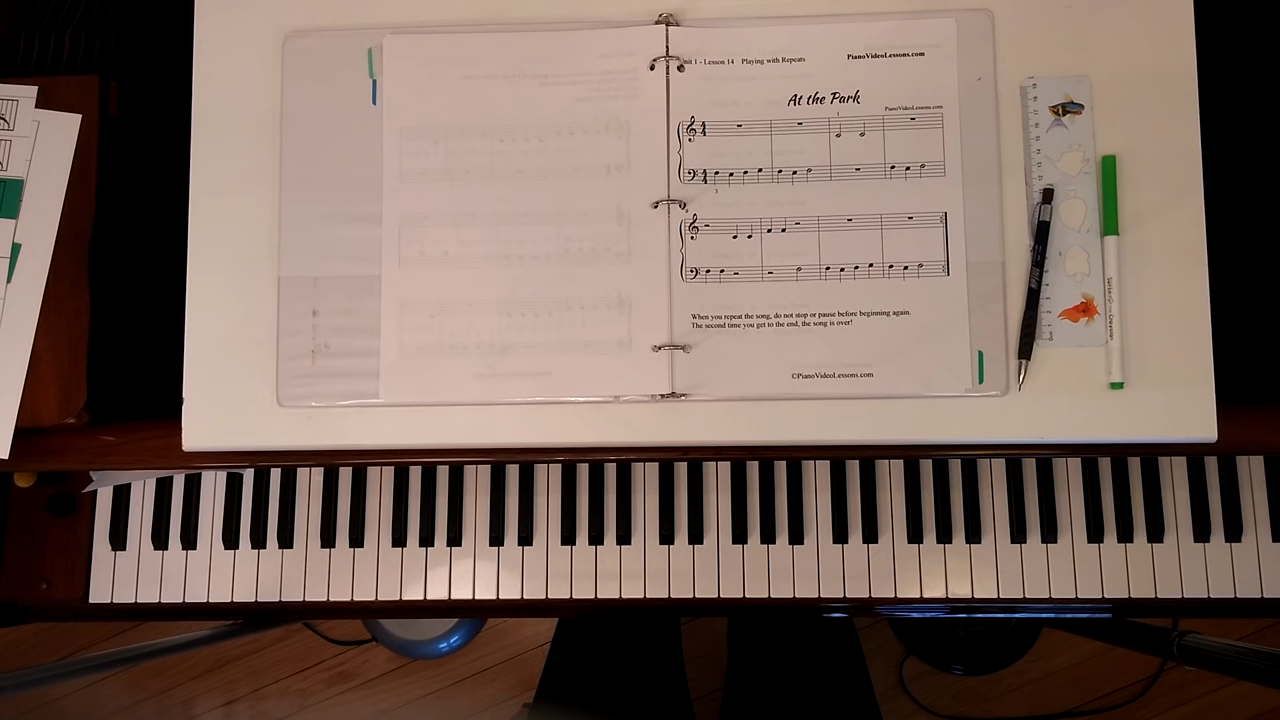 Unit 1 - Lesson 14 Playing with Repeats PianoVideoLessons.com
At the Park
PianoVideoLessons.com
When you repeat the song, do not stop or pause before beginning again.
The second time you get to the end, the song is over!
©PianoVideoLessons.com